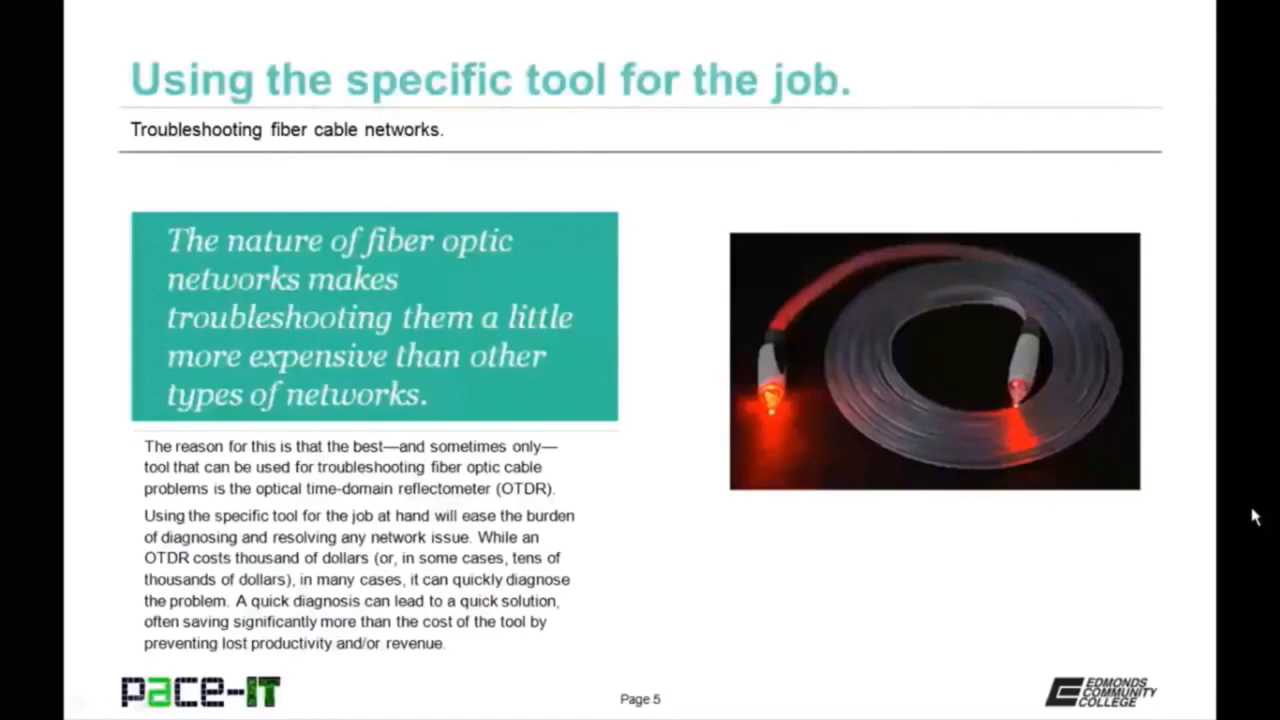 Using the specific tool for the job.
Troubleshooting fiber cable networks.
The nature of fiber optic
networks makes
troubleshooting them a little
more expensive than other
types of networks.
The reason for this is that the best—and sometimes only—
tool that can be used for troubleshooting fiber optic cable
problems is the optical time-domain reflectometer (OTDR).
Using the specific tool for the job at hand will ease the burden
of diagnosing and resolving any network issue. While an
OTDR costs thousand of dollars (or, in some cases, tens of
thousands of dollars), in many cases, it can quickly diagnose
the problem. A quick diagnosis can lead to a quick solution,
often saving significantly more than the cost of the tool by
preventing lost productivity and/or revenue.
PACE-IT
Page 5
EDMONDS
COMMUNITY
COLLEGE